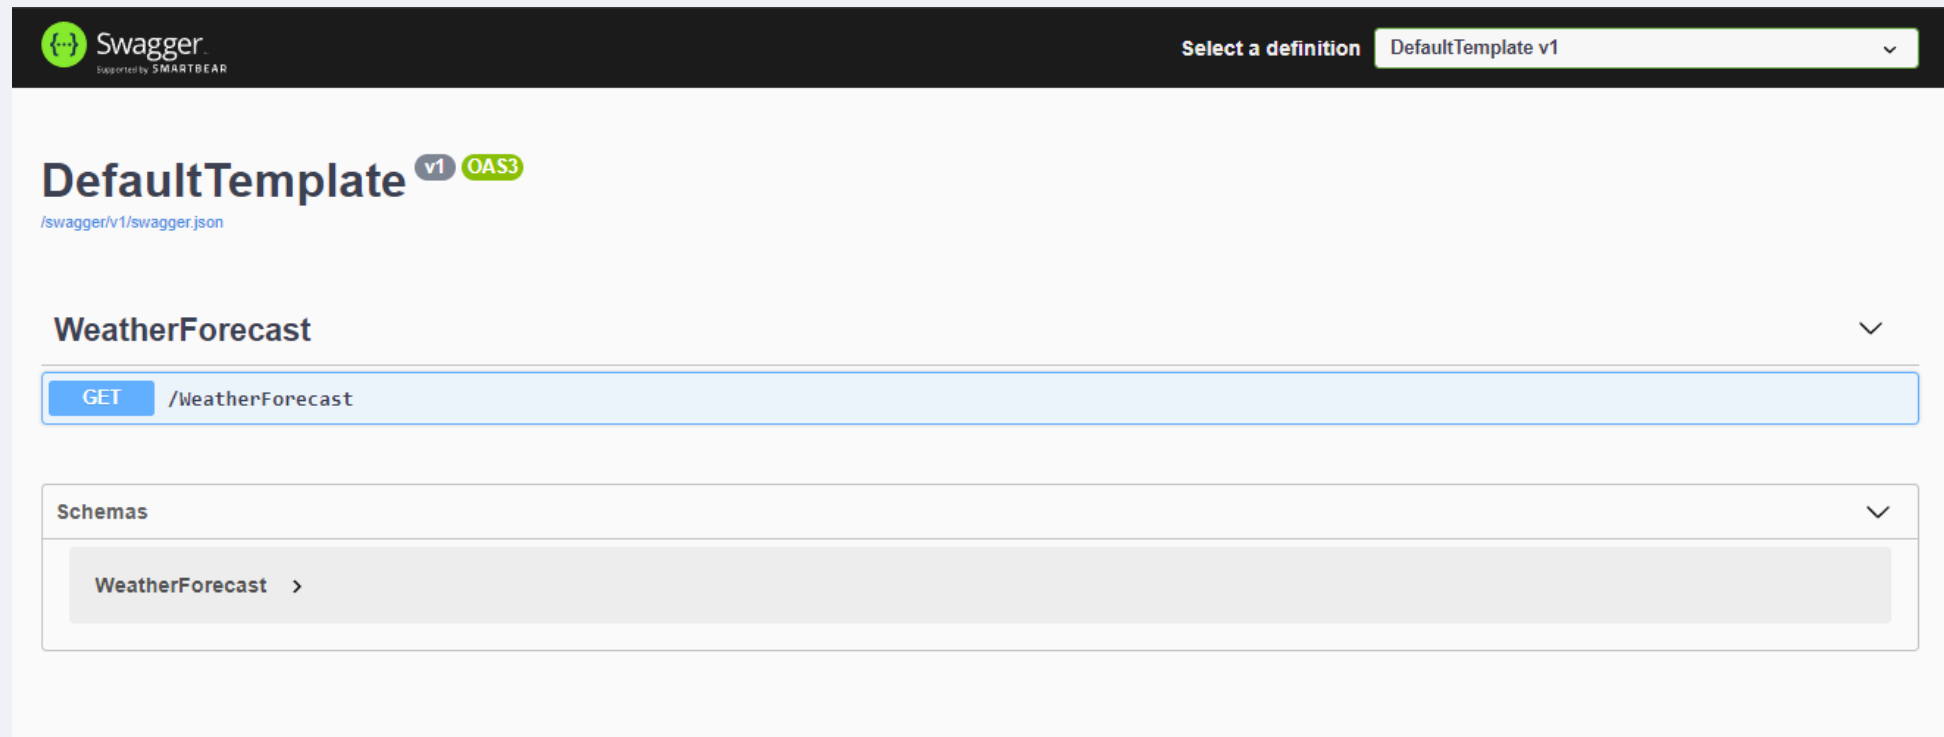 Swagger
Supported by SMARTBEAR
Select a definition
DefaultTemplate v1
DefaultTemplate v1 OAS3
/swagger/v1/swagger.json
WeatherForecast
GET /WeatherForecast
Schemas
WeatherForecast